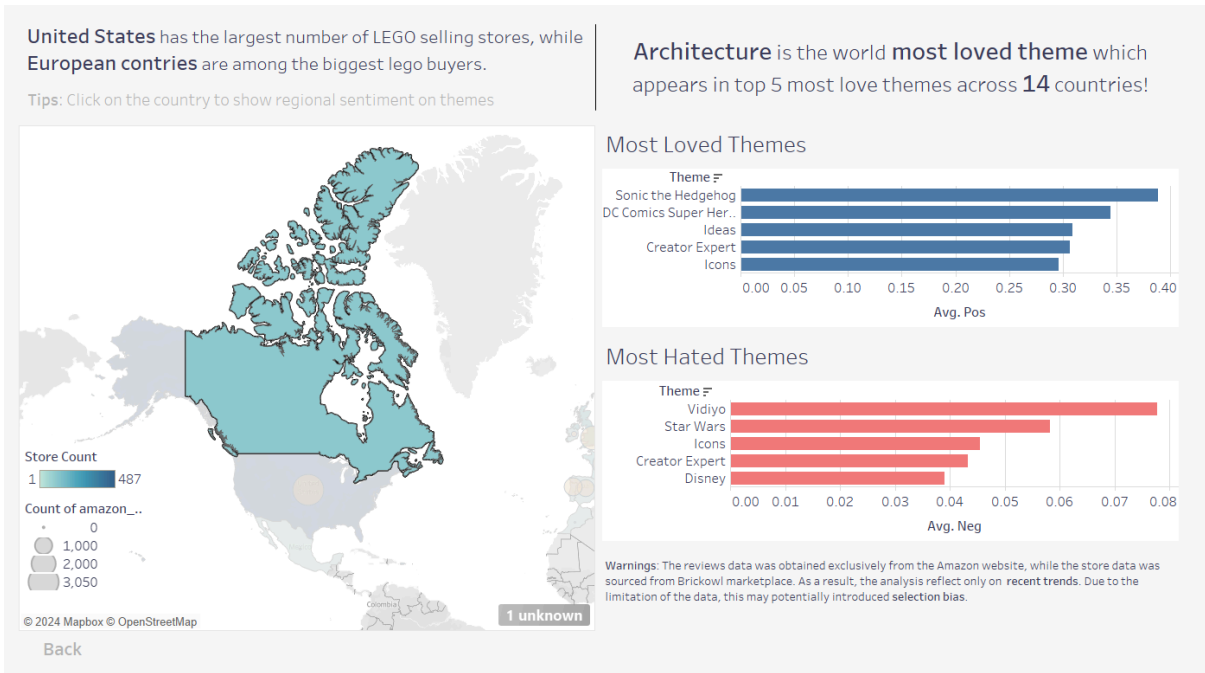 United States has the largest number of LEGO selling stores, while
European contries are among the biggest lego buyers.
Tips: Click on the country to show regional sentiment on themes
Architecture is the world most loved theme which
appears in top 5 most love themes across 14 countries!
Store Count
1 487
Count of amazon_..
0
1,000
2,000
3,050
Colombia
© 2024 Mapbox © OpenStreetMap
1 unknown
Most Loved Themes
Theme
Sonic the Hedgehog
DC Comics Super Her..
Ideas
Creator Expert
Icons
0.00 0.05 0.10 0.15 0.20 0.25 0.30 0.35 0.40
Avg. Pos
Most Hated Themes
Theme
Vidiyo
Star Wars
Icons
Creator Expert
Disney
0.00 0.01 0.02 0.03 0.04 0.05 0.06 0.07 0.08
Avg. Neg
Warnings: The reviews data was obtained exclusively from the Amazon website, while the store data was
sourced from Brickowl marketplace. As a result, the analysis reflect only on recent trends. Due to the
limitation of the data, this may potentially introduced selection bias.
Back